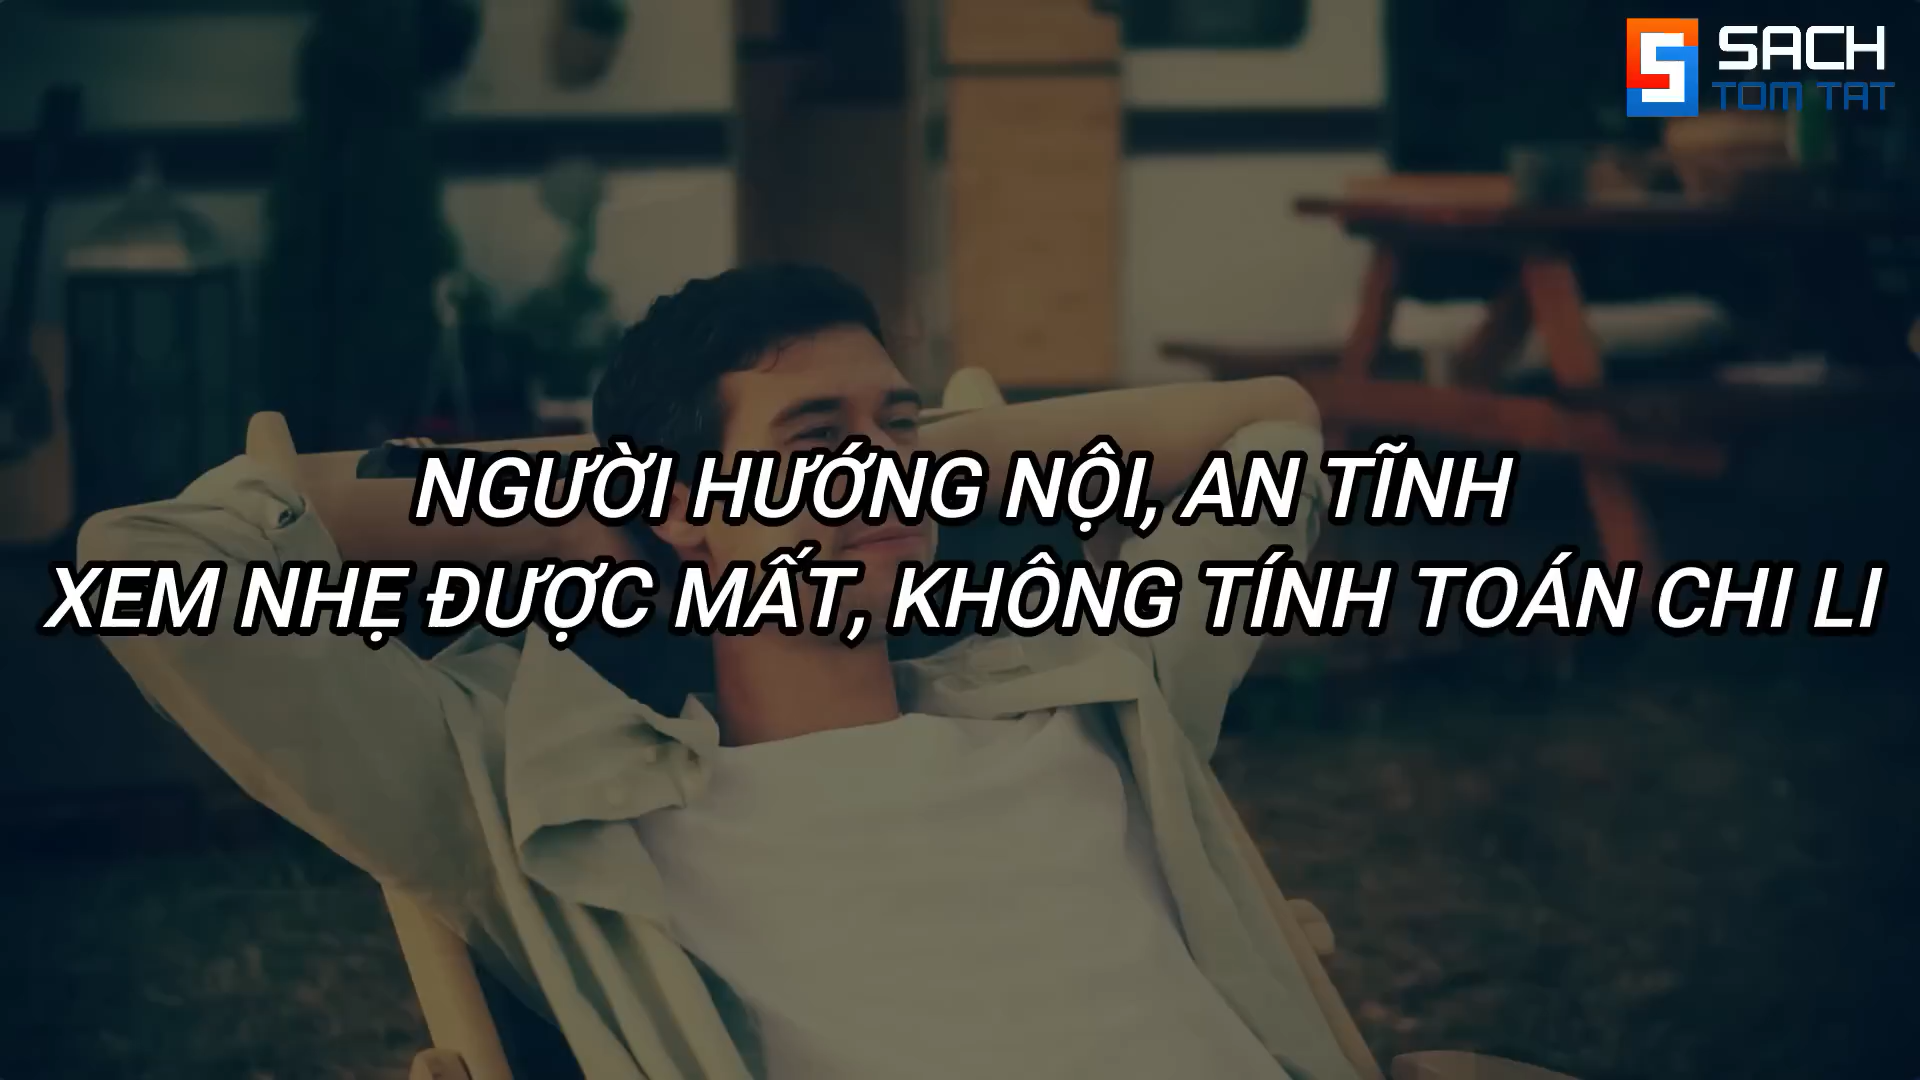 SACH
TOM TAT
NGƯỜI HƯỚNG NỘI, AN TĨNH
XEM NHẸ ĐƯỢC MẤT, KHÔNG TÍNH TOÁN CHI LI